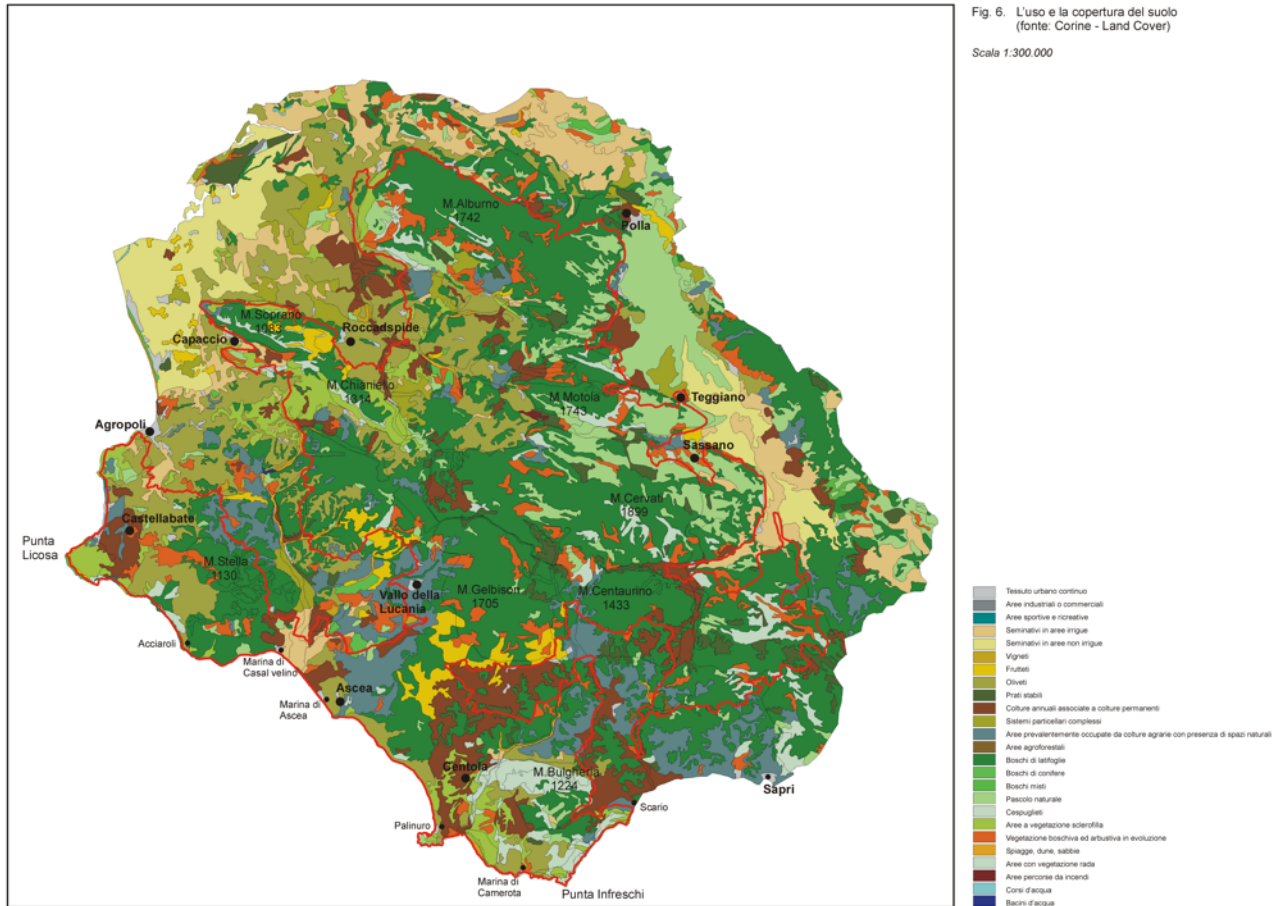 Fig. 6. L'uso e la copertura del suolo
(fonte: Corine - Land Cover)
Scala 1:300.000
M.Alburno
1742
Polla
M.Soprano
1083
Capaccio
Roccadspide
M.Chianiello
1314
M.Motola
1743
Teggiano
Agropoli
Sassano
M.Cervati
1899
Castellabate
Punta
Licosa
M.Stella
1130
Vallo della
Lucania
M.Gelbison
1705
M.Centaurino
1433
Acciaroli
Marina di
Casal velino
Ascea
Marina di
Ascea
Centola
M.Bulgheria
1224
Sapri
Scario
Palinuro
Marina di
Camerota
Punta Infreschi
Tessuto urbano continuo
Aree industriali o commerciali
Aree sportive e ricreative
Seminativi in aree irrigue
Seminativi in aree non irrigue
Vigneti
Frutteti
Oliveti
Prati stabili
Colture annuali associate a colture permanenti
Sistemi particellari complessi
Aree prevalentemente occupate da colture agrarie con presenza di spazi naturali
Aree agroforestali
Boschi di latifoglie
Boschi di conifere
Boschi misti
Pascolo naturale
Cespuglieti
Aree a vegetazione sclerofilla
Vegetazione boschiva ed arbustiva in evoluzione
Spiagge, dune, sabbie
Aree con vegetazione rada
Aree percorse da incendi
Corsi d'acqua
Bacini d'acqua